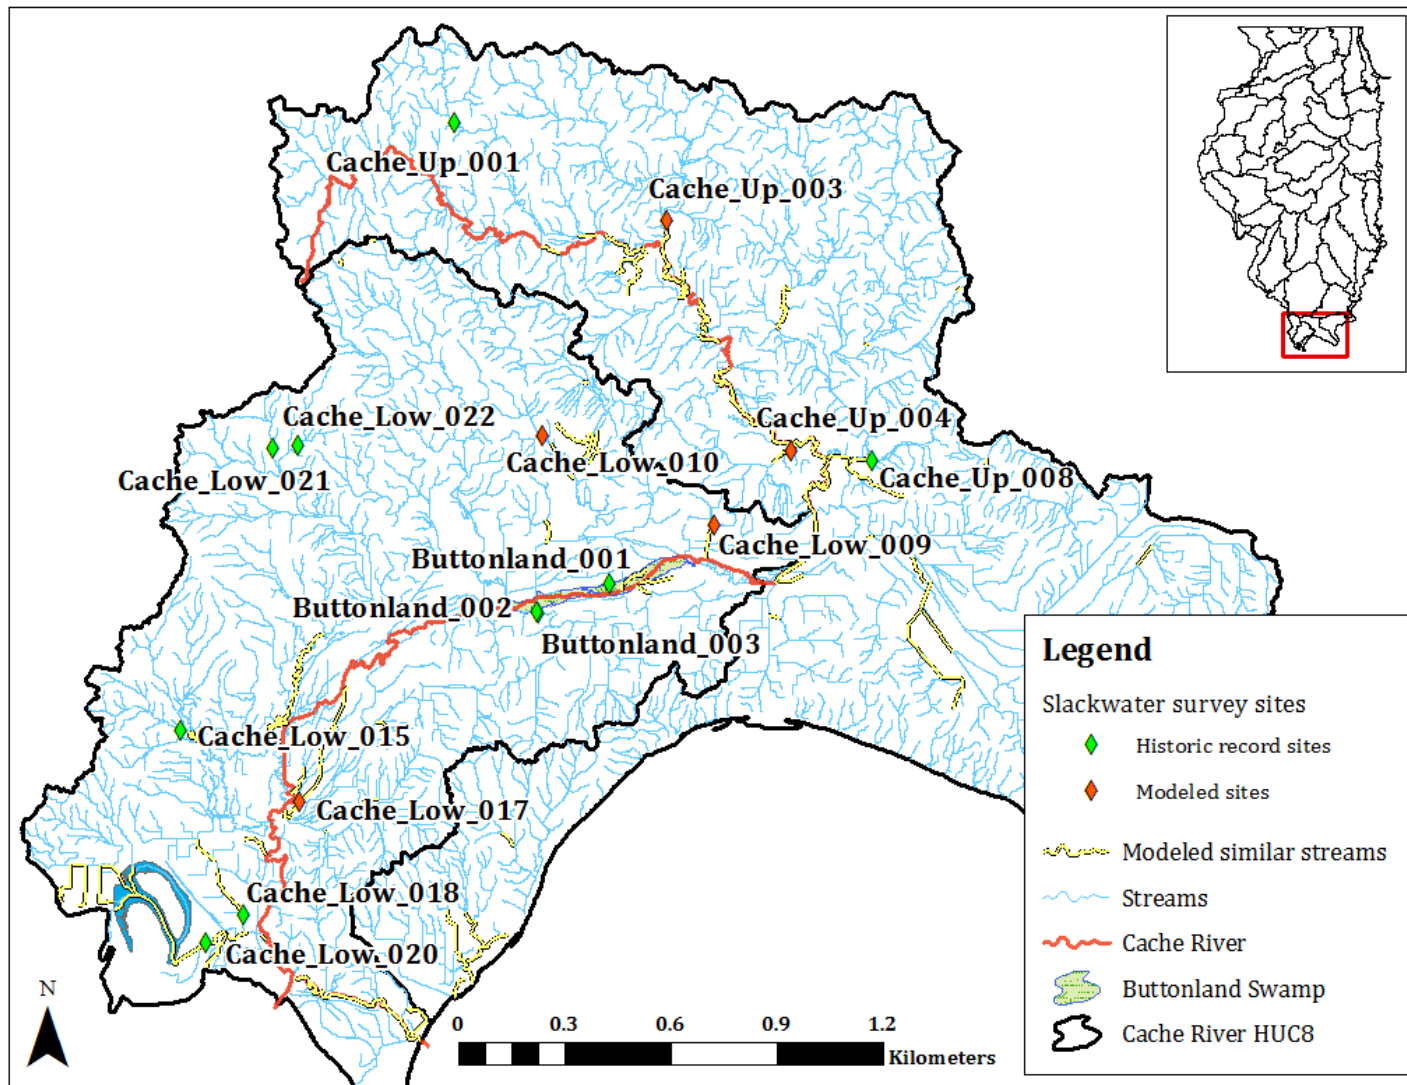 Cache_Up_001
Cache_Up_003
Cache_Low_022
Cache_Up_004
Cache_Low_010
Cache_Low_021
Cache_Up_008
Cache_Low_009
Buttonland_001
Buttonland_002
Buttonland_003
Cache_Low_015
Cache_Low_017
Cache_Low_018
Cache_Low_020
N
0 0.3 0.6 0.9 1.2
Kilometers
Legend
Slackwater survey sites
Historic record sites
Modeled sites
Modeled similar streams
Streams
Cache River
Buttonland Swamp
Cache River HUC8